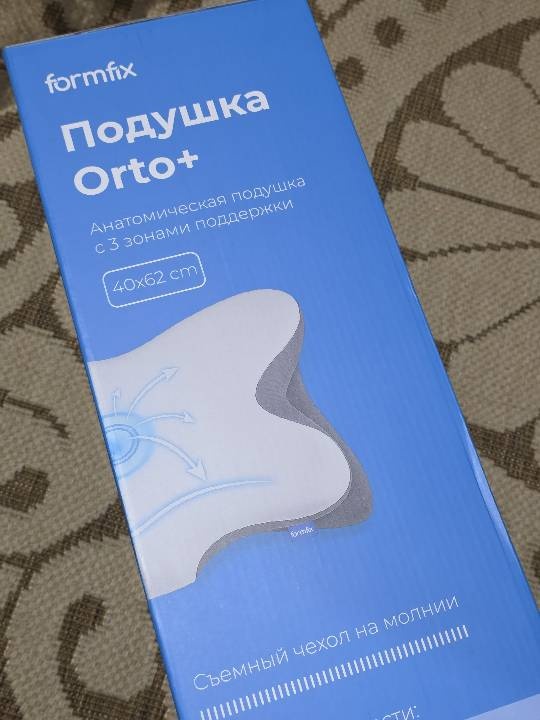 formfix
Подушка
Orto+
Анатомическая подушка
с 3 зонами поддержки
40x62 cm
formfix
Съемный чехол на молнии